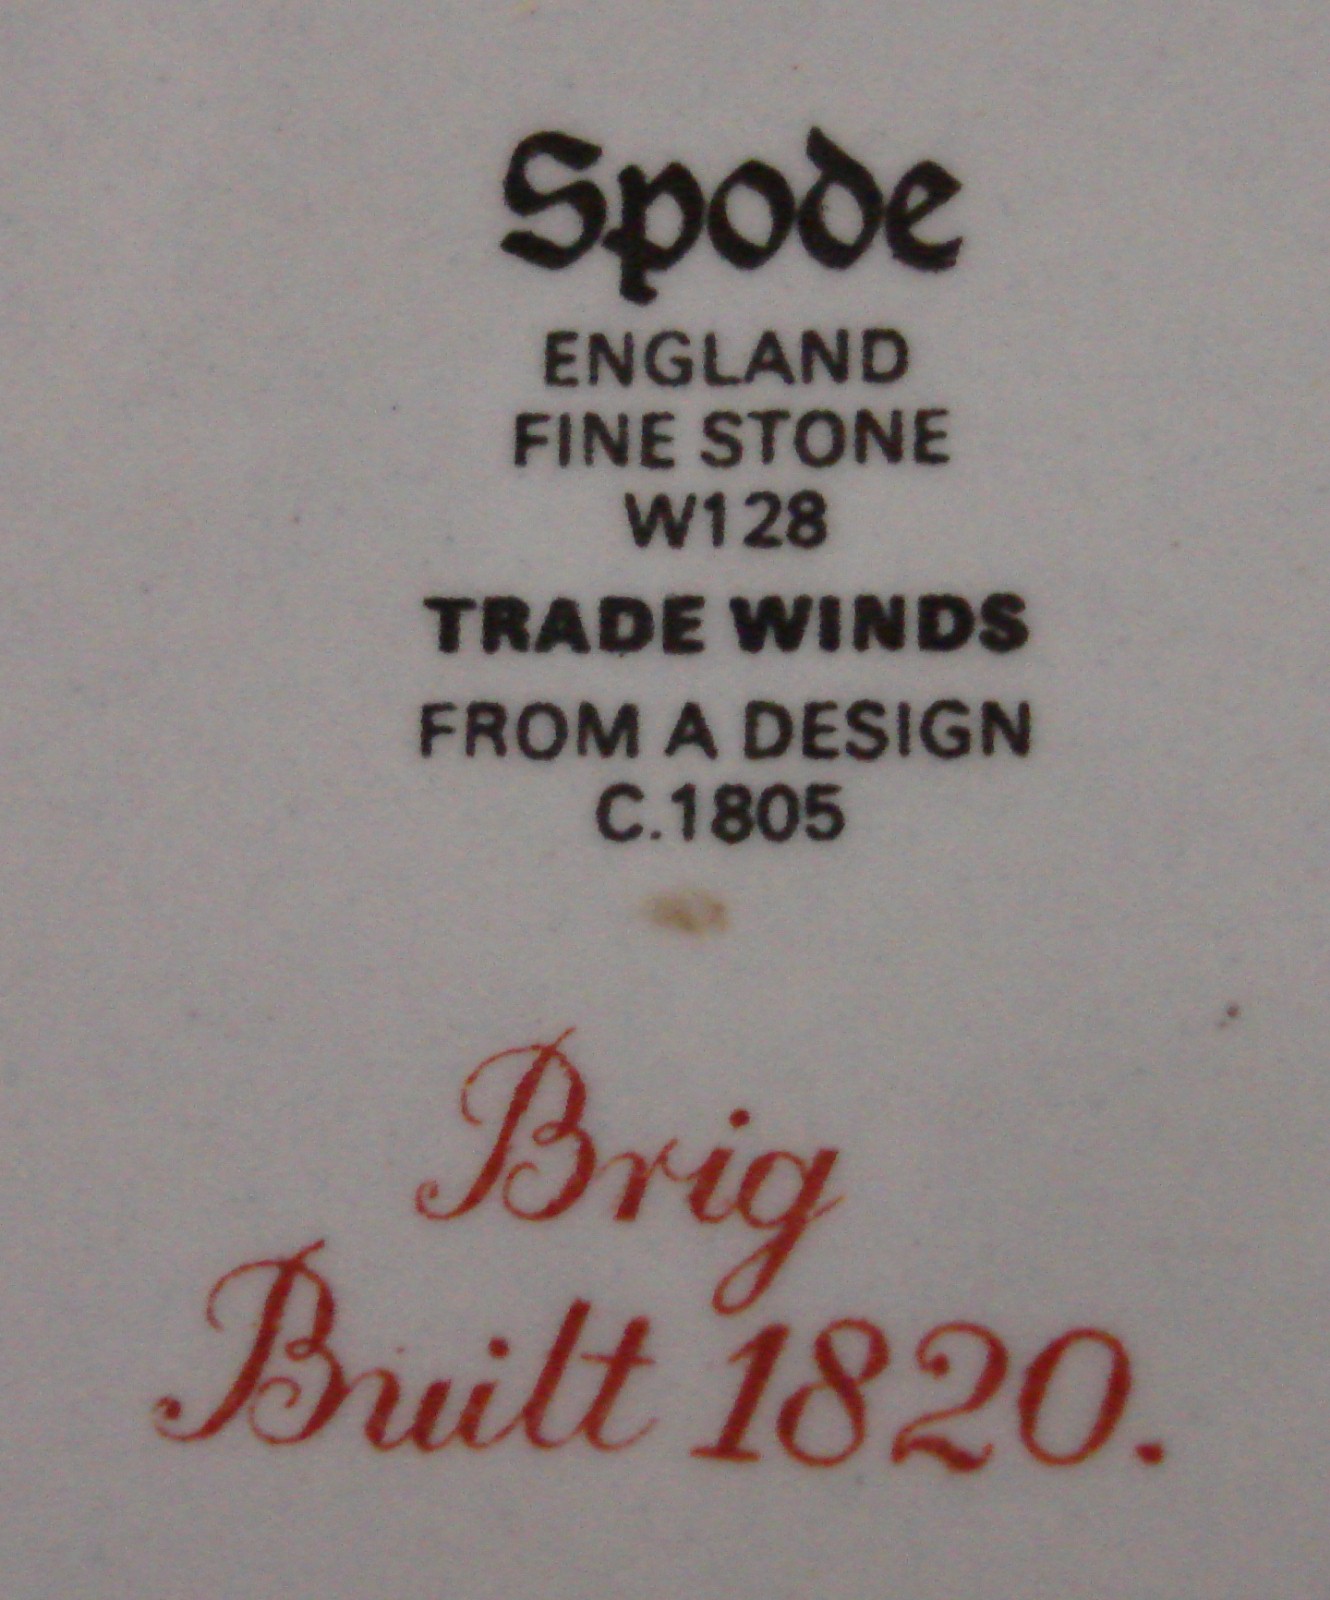 Spode
ENGLAND
FINE STONE
W128
TRADE WINDS
FROM A DESIGN
C.1805
Brig
Built 1820.